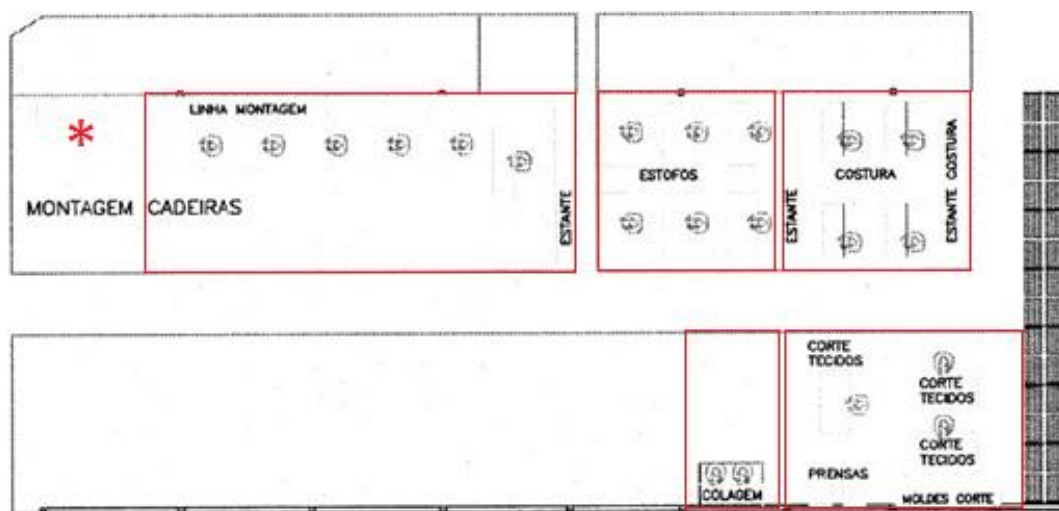 LINHA MONTAGEM
*
MONTAGEM CADEIRAS
ESTANTE
ESTOFOS
ESTANTE
COSTURA
ESTANTE COSTURA
CORTE
TECIDOS
CORTE
TECIDOS
CORTE
TECIDOS
PRENSAS
COLAGEM
MOLDES CORTE